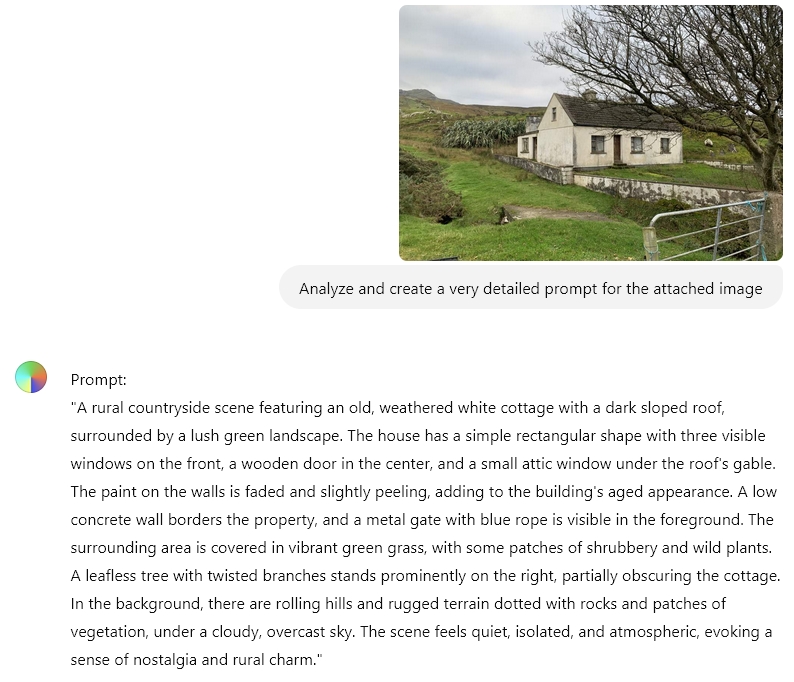 Analyze and create a very detailed prompt for the attached image
Prompt:
"A rural countryside scene featuring an old, weathered white cottage with a dark sloped roof,
surrounded by a lush green landscape. The house has a simple rectangular shape with three visible
windows on the front, a wooden door in the center, and a small attic window under the roof's gable.
The paint on the walls is faded and slightly peeling, adding to the building's aged appearance. A low
concrete wall borders the property, and a metal gate with blue rope is visible in the foreground. The
surrounding area is covered in vibrant green grass, with some patches of shrubbery and wild plants.
A leafless tree with twisted branches stands prominently on the right, partially obscuring the cottage.
In the background, there are rolling hills and rugged terrain dotted with rocks and patches of
vegetation, under a cloudy, overcast sky. The scene feels quiet, isolated, and atmospheric, evoking a
sense of nostalgia and rural charm."